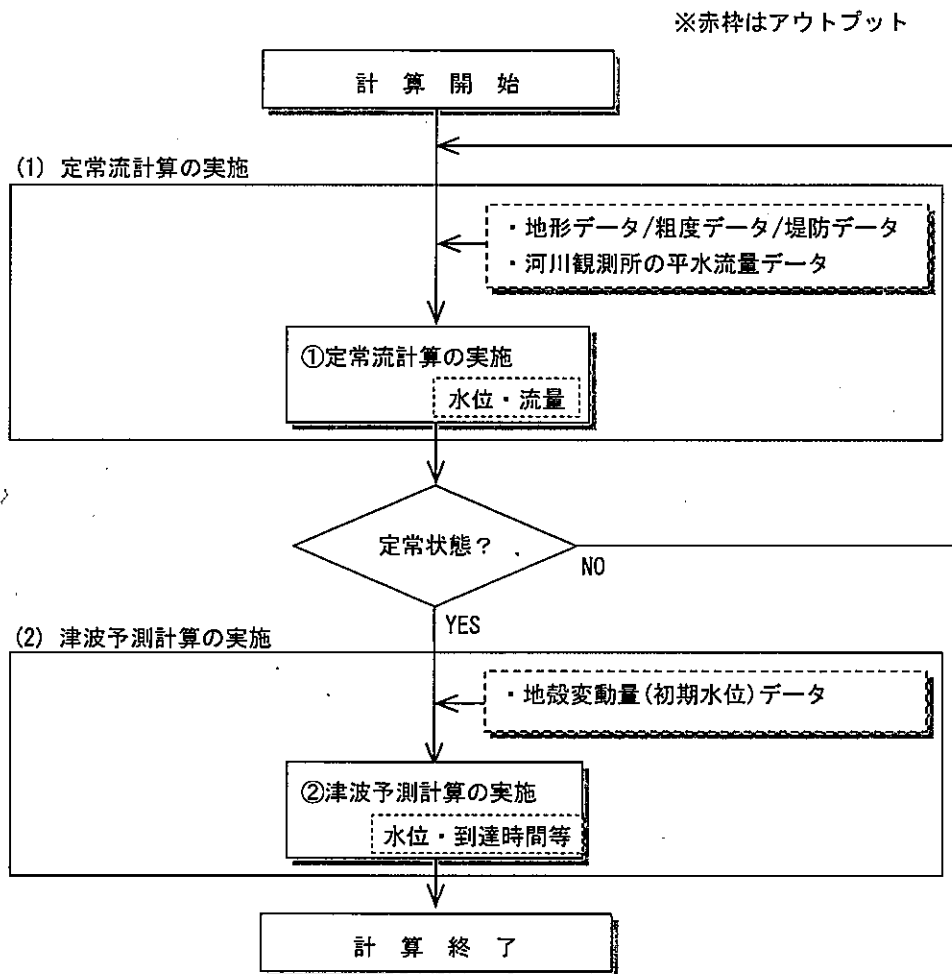 ※赤枠はアウトプット
計算開始
(1) 定常流計算の実施
・地形データ/粗度データ/堤防データ
・河川観測所の平水流量データ
①定常流計算の実施
水位・流量
定常状態？
NO
YES
(2) 津波予測計算の実施
・地殻変動量(初期水位)データ
②津波予測計算の実施
水位・到達時間等
計算終了